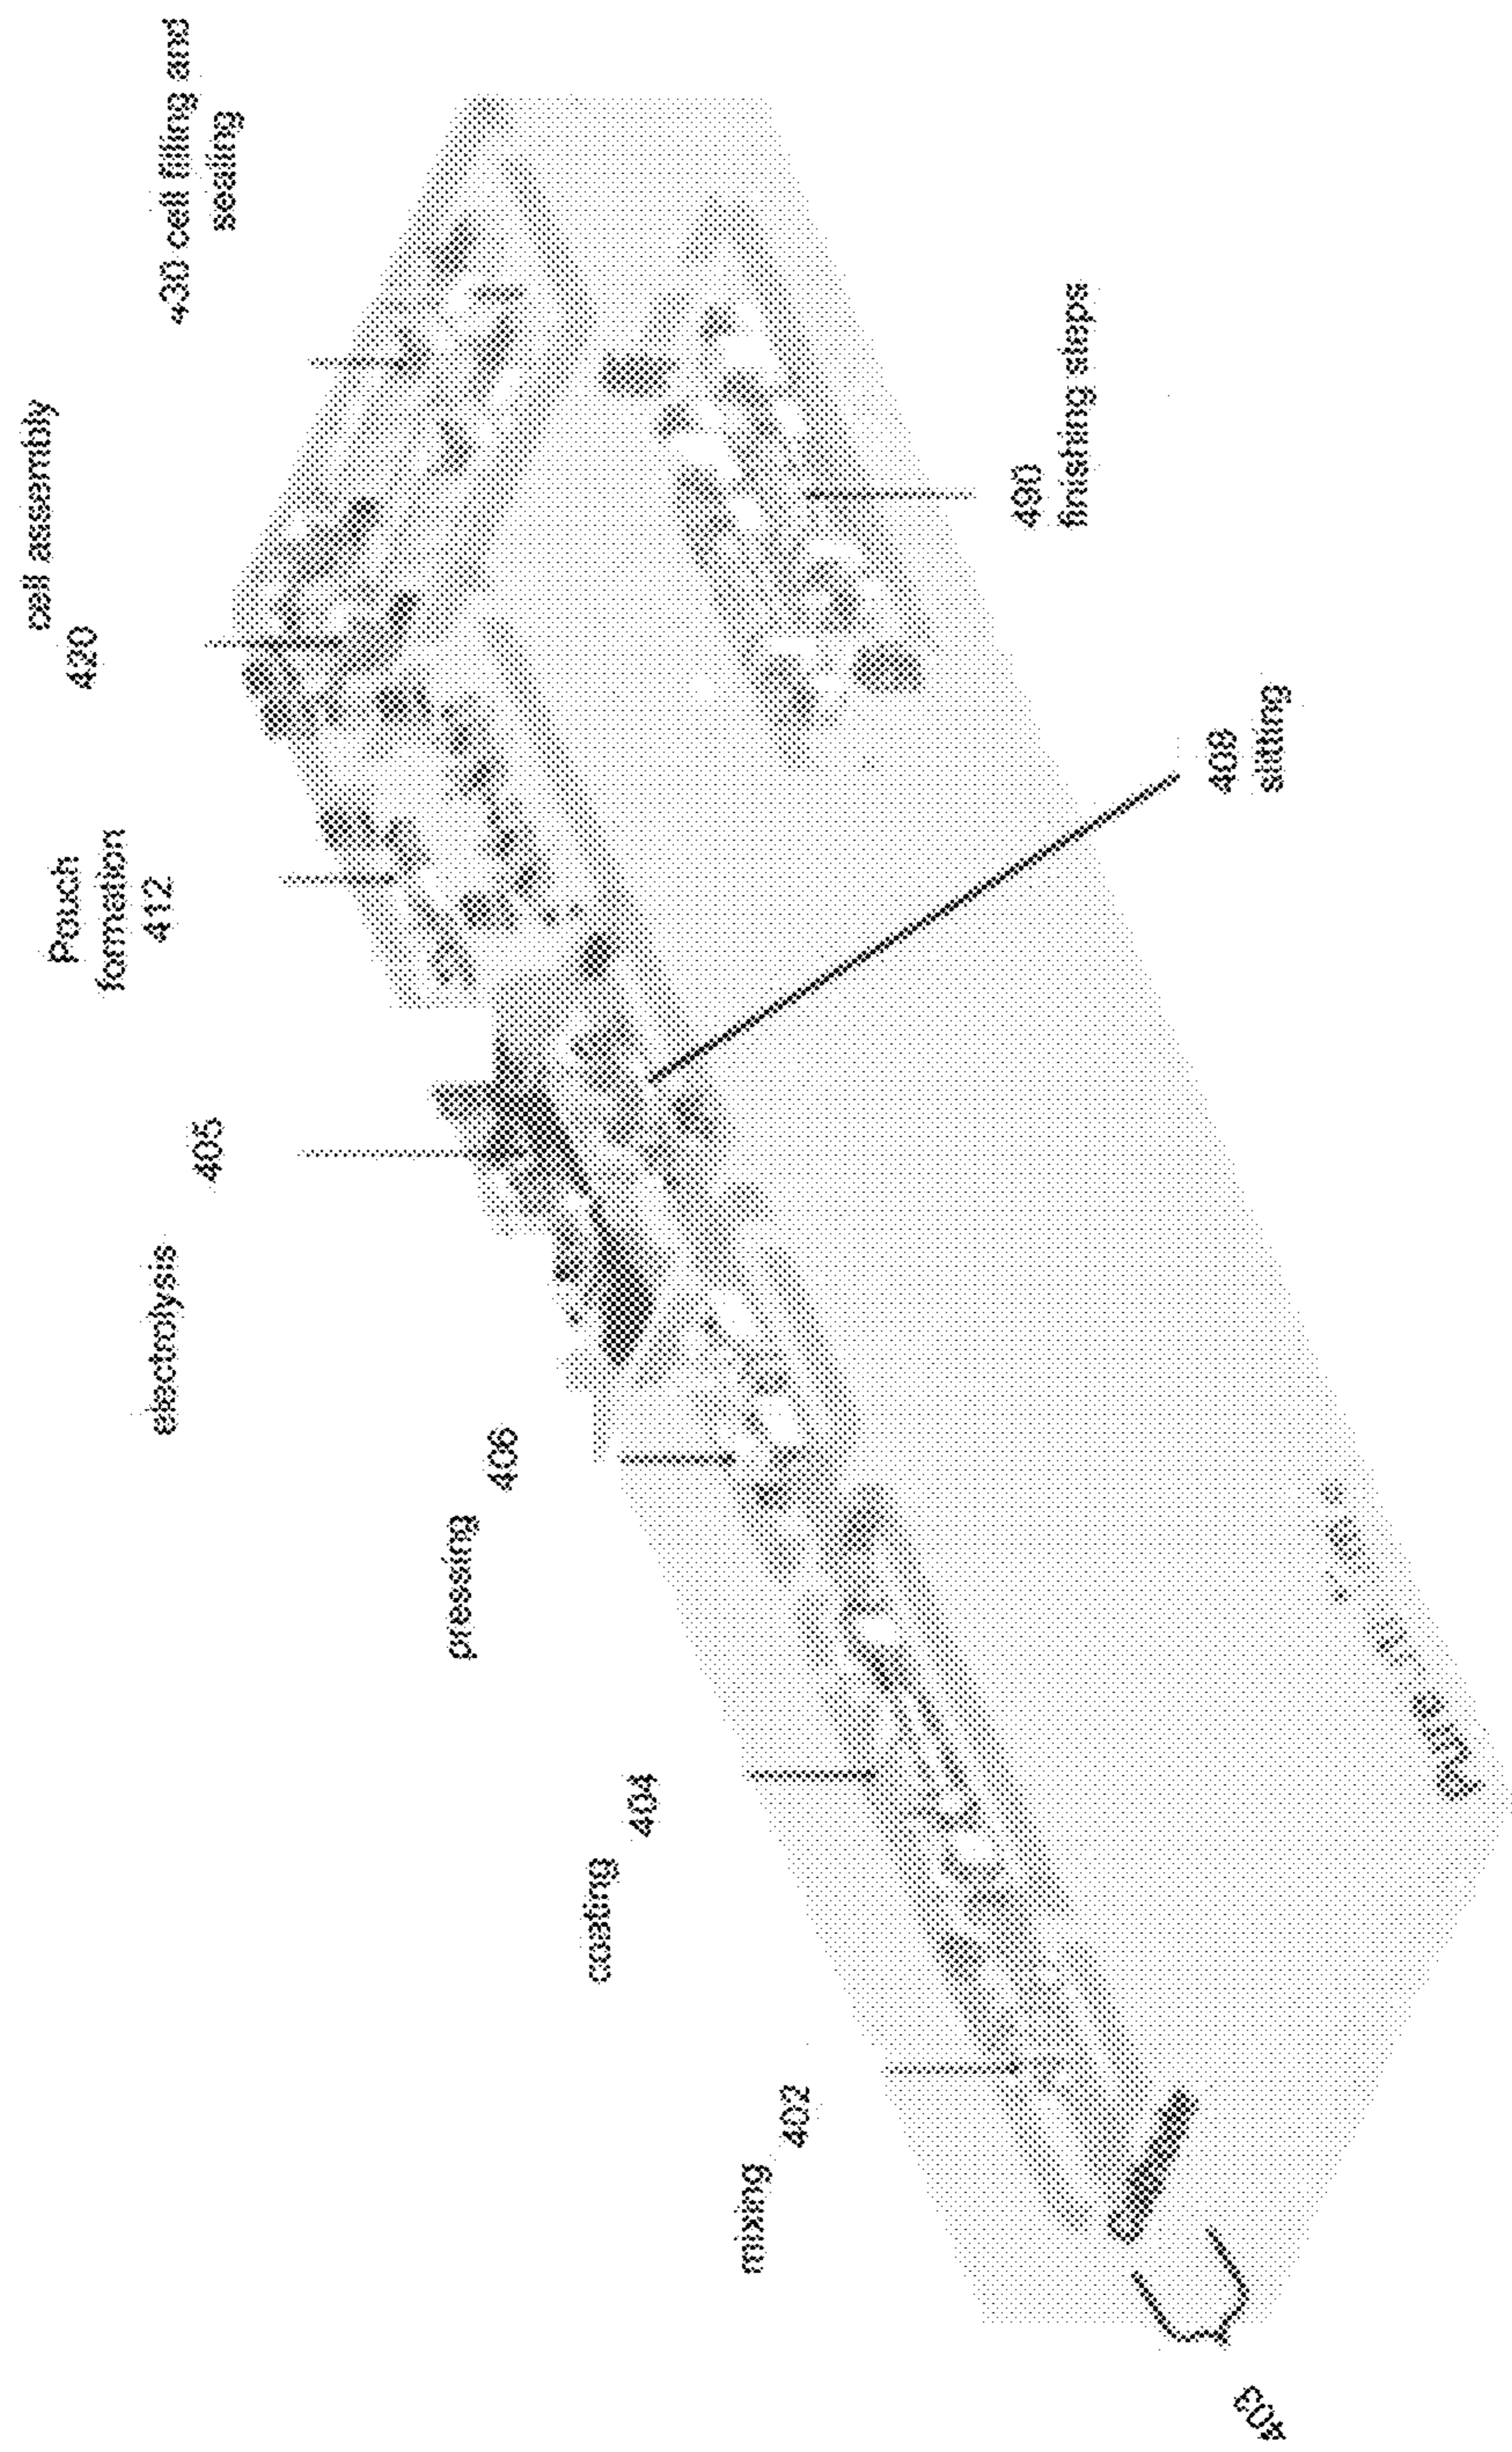 mixing
402
coating
404
pressing
406
electrolysis
405
Pouch
formation
412
cell assembly
420
430 cell filling and
sealing
403
408
slitting
490
finishing steps